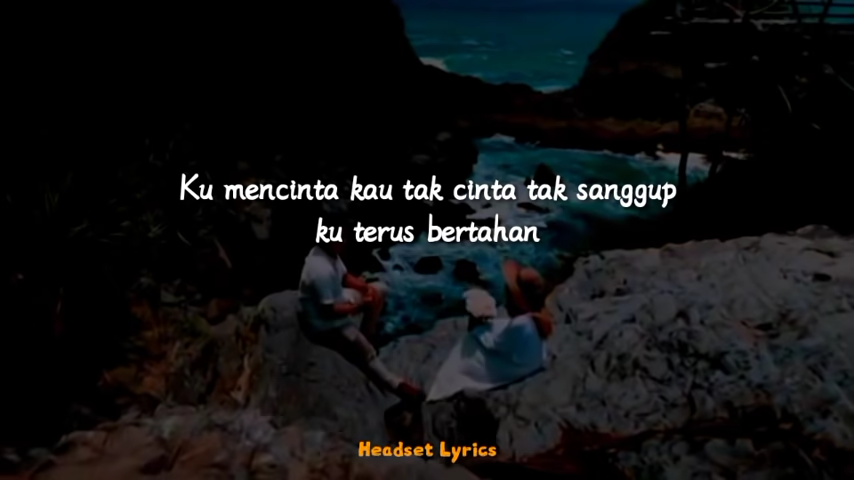 Ku mencinta kau tak cinta tak sanggup
ku terus bertahan
Headset Lyrics